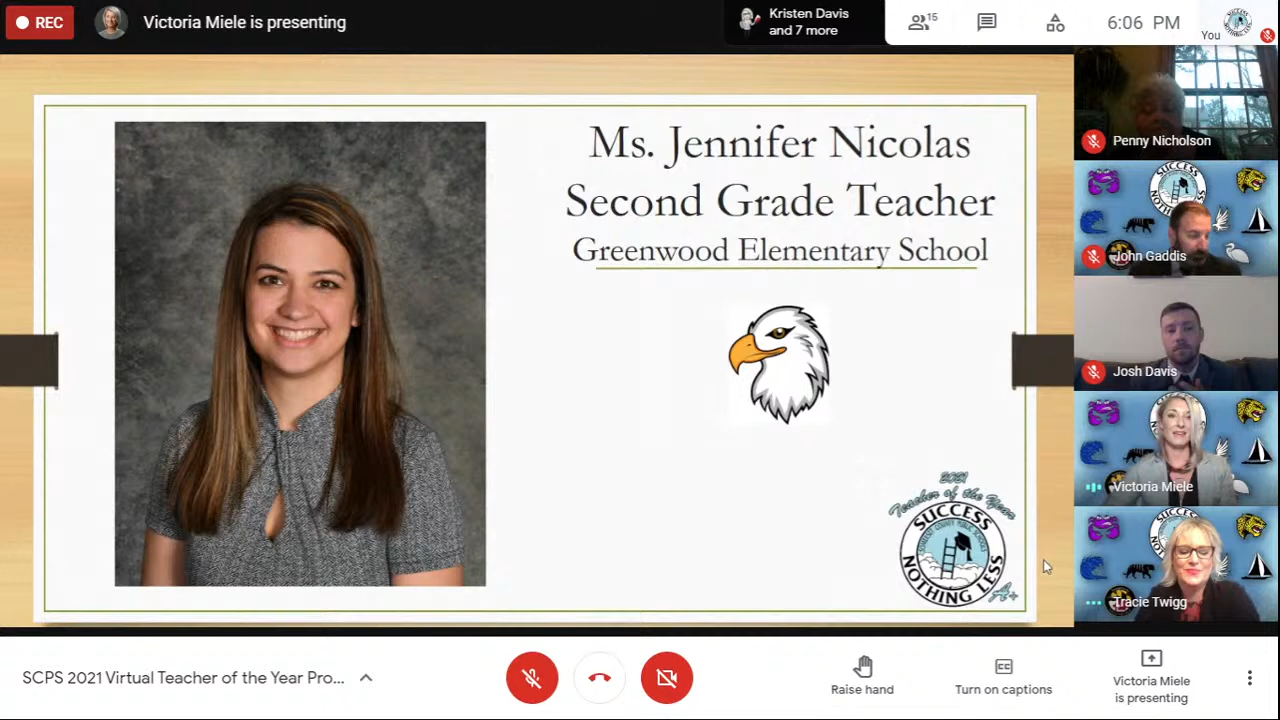 REC
Victoria Miele is presenting
Kristen Davis
and 7 more
15
6:06 PM
You
Ms. Jennifer Nicolas
Second Grade Teacher
Greenwood Elementary School
2021
Teacher of the Year
SUCCESS
NOTHING LESS
A+
Penny Nicholson
John Gaddis
Josh Davis
Victoria Miele
Tracie Twigg
SCPS 2021 Virtual Teacher of the Year Pro...
Raise hand
CC
Turn on captions
Victoria Miele
is presenting